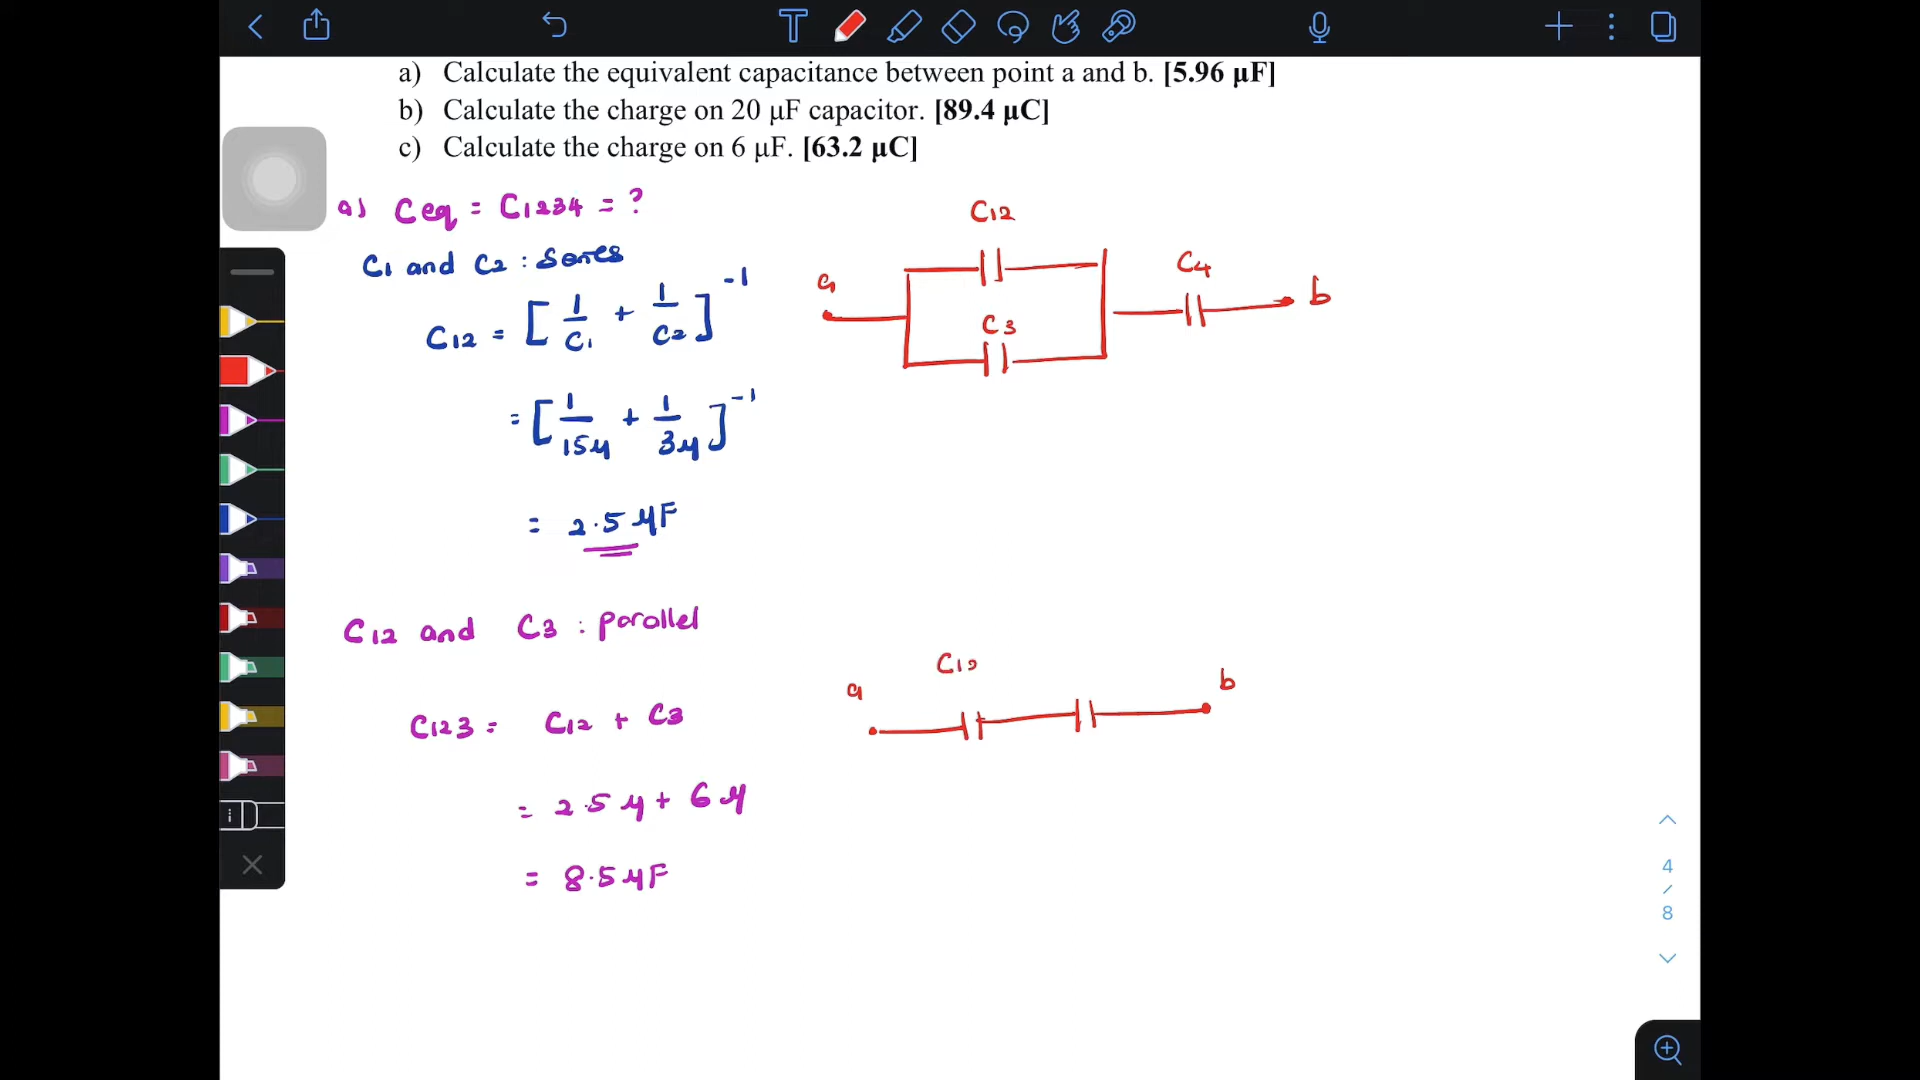 a) Calculate the equivalent capacitance between point a and b. [5.96 μF]
b) Calculate the charge on 20 μF capacitor. [89.4 μC]
c) Calculate the charge on 6 μF. [63.2 μC]
a) Ceq = C1234 = ?
C1 and C2 : Series
C12 = [1/C1 + 1/C2]^-1
= [1/15μ + 1/3μ]^-1
= 2.5 μF
C12 and C3 : parallel
C123 = C12 + C3
= 2.5 μ + 6 μ
= 8.5 μF
C12
a
C3
C4
b
a
C12
b
4
/
8